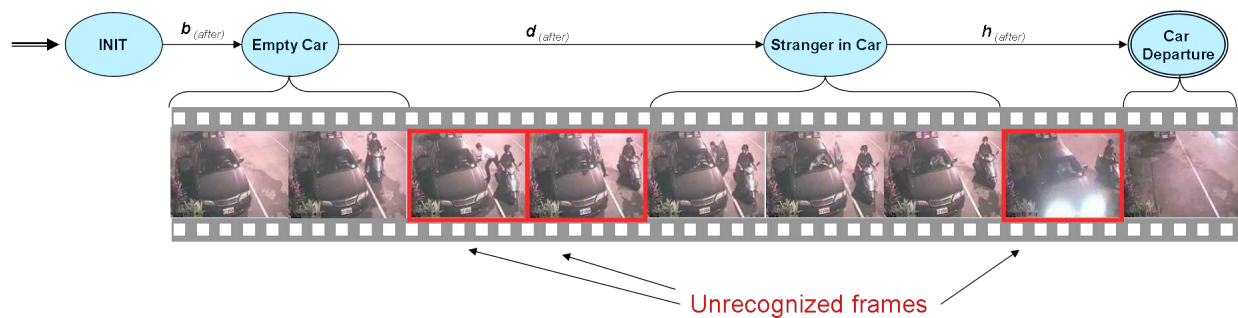 INIT
b (after)
Empty Car
d (after)
Stranger in Car
h (after)
Car
Departure
Unrecognized frames